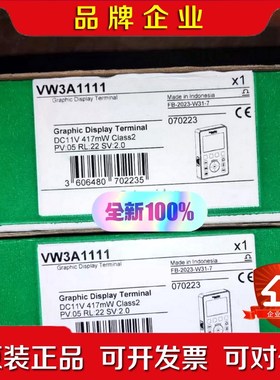 品牌企业
VW3A1111
x1
Graphic Display Terminal
Made in Indonesia
FB-2023-W31-7
Graphic Display Terminal
DC11V 417mW Class2
PV:05 RL:22 SV:2.0
070223
3 606480 702235
全新100%
VW3A1111
x1
Made in Indonesia
FB-2023-W31-7
Graphic Display Terminal
DC11V 417mW Class2
PV:05 RL:22 SV:2.0
070223
原装正品 可开发票 可对